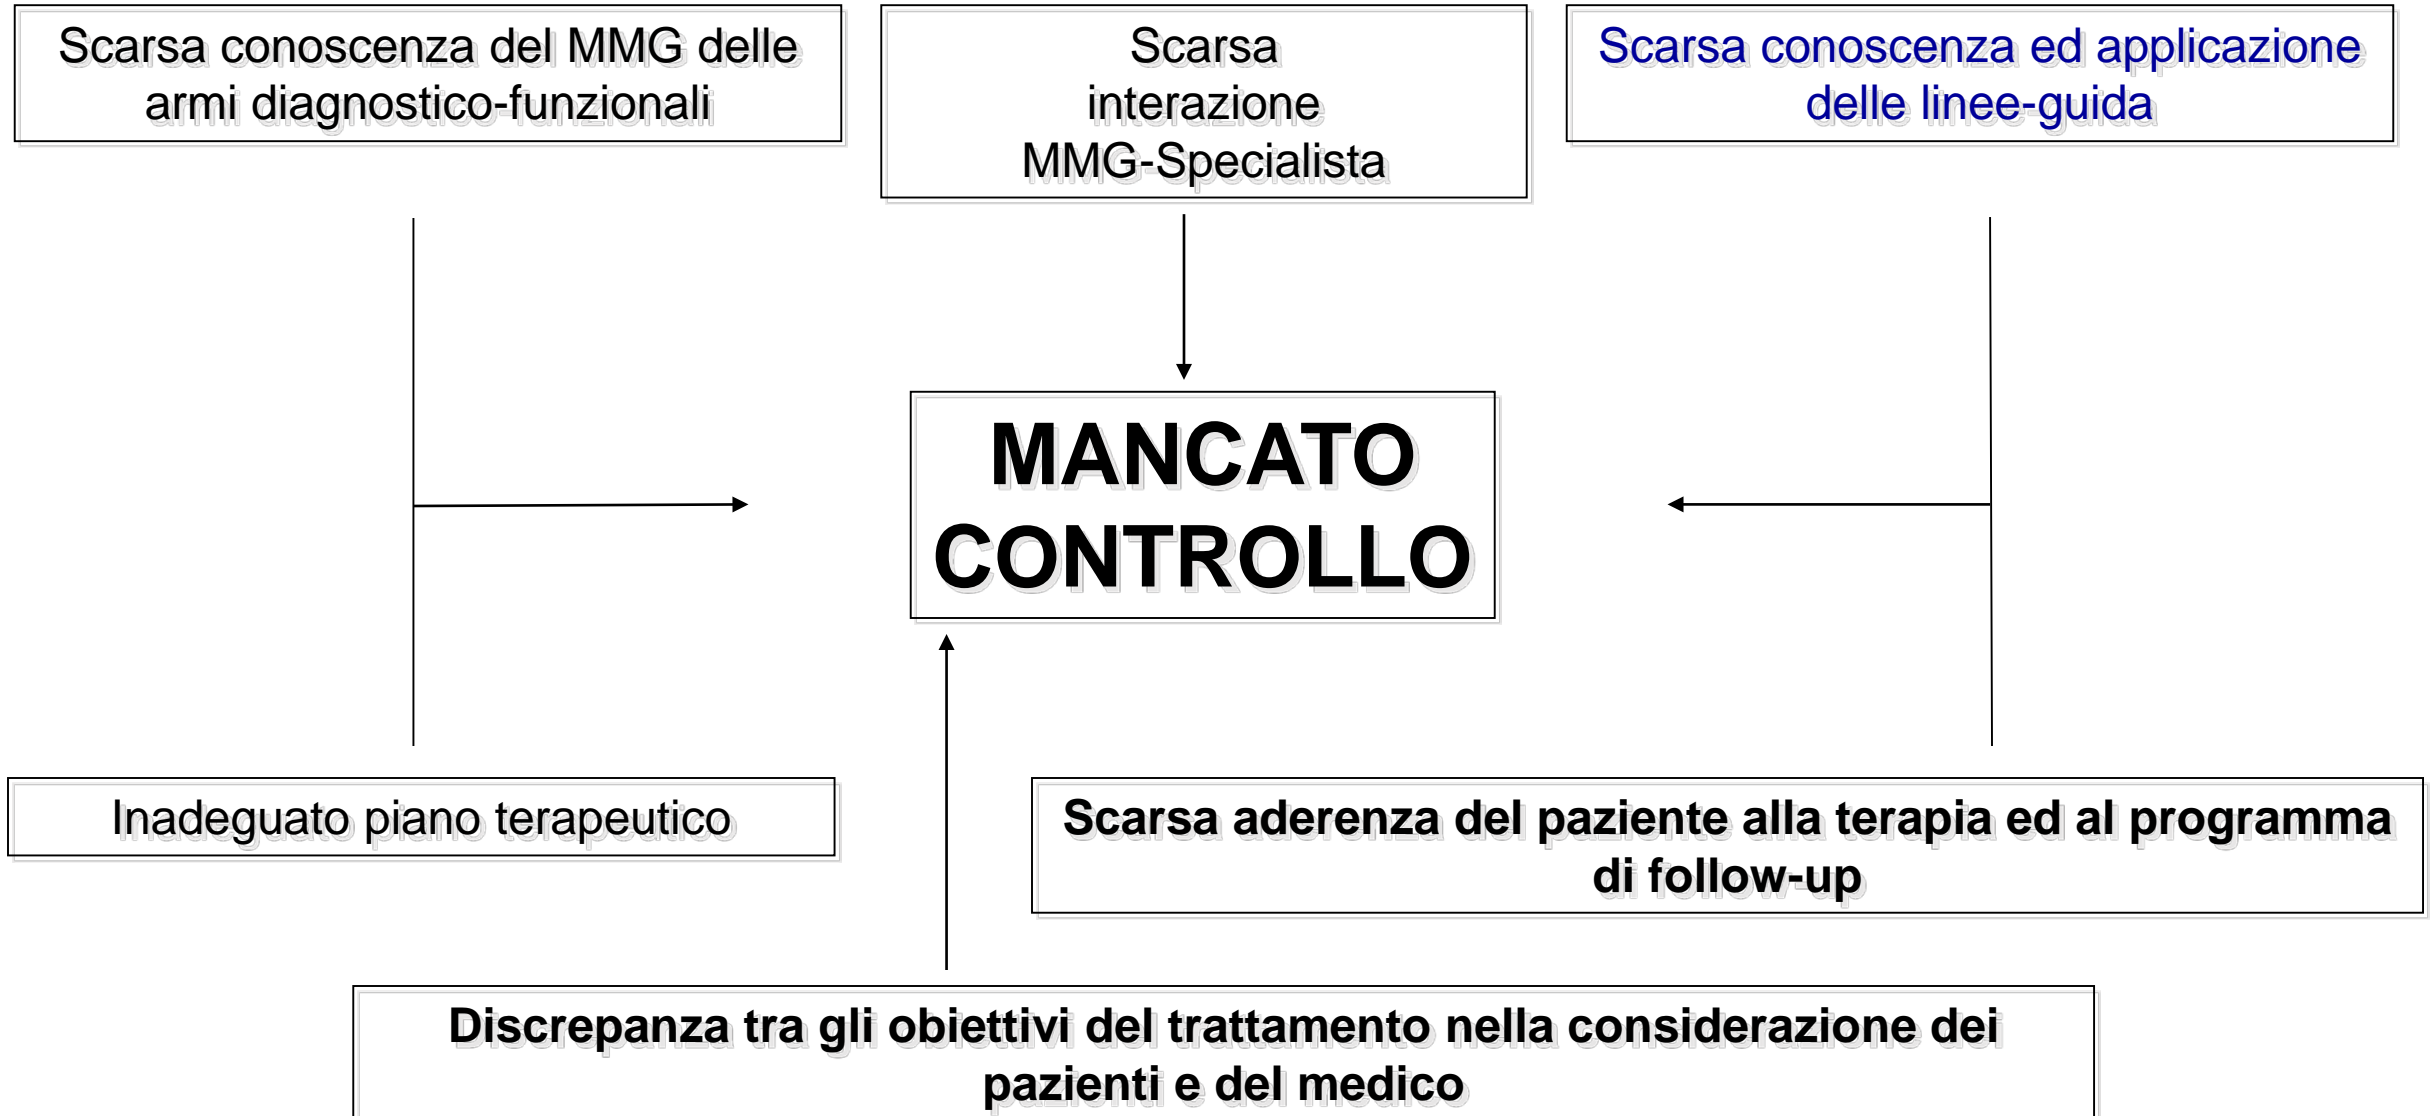 Scarsa conoscenza del MMG delle
armi diagnostico-funzionali
Scarsa
interazione
MMG-Specialista
Scarsa conoscenza ed applicazione
delle linee-guida
MANCATO
CONTROLLO
Inadeguato piano terapeutico
Scarsa aderenza del paziente alla terapia ed al programma
di follow-up
Discrepanza tra gli obiettivi del trattamento nella considerazione dei
pazienti e del medico